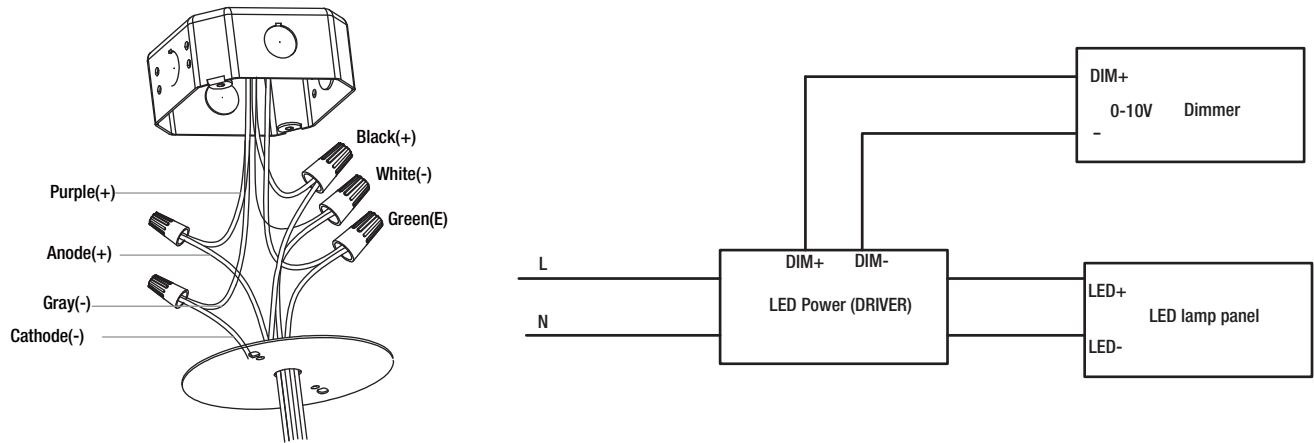 Black(+)
White(-)
Green(E)
Purple(+)
Anode(+)
Gray(-)
Cathode(-)
DIM+
0-10V Dimmer
-
DIM+ DIM-
LED Power (DRIVER)
L
N
LED+
LED lamp panel
LED-